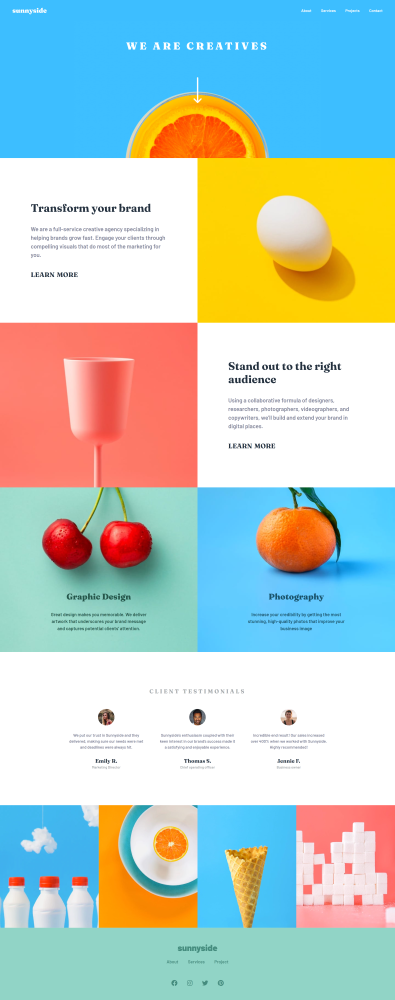 sunnyside
About Services Projects Contact
WE ARE CREATIVES
Transform your brand
We are a full-service creative agency specializing in
helping brands grow fast. Engage your clients through
compelling visuals that do most of the marketing for
you.
LEARN MORE
Stand out to the right
audience
Using a collaborative formula of designers,
researchers, photographers, videographers, and
copywriters, we'll build and extend your brand in
digital places.
LEARN MORE
Graphic Design
Great design makes you memorable. We deliver
artwork that underscores your brand message
and captures potential clients' attention.
Photography
Increase your credibility by getting the most
stunning, high-quality photos that improve your
business image
CLIENT TESTIMONIALS
We put our trust in Sunnyside and they
delivered, making sure our needs were met
and deadlines were always hit.
Emily R.
Marketing Director
Sunnyside's enthusiasm coupled with their
keen interest in our brand's success made it
a satisfying and enjoyable experience.
Thomas S.
Chief Operating Officer
Incredible end result! Our sales increased
over 400% when we worked with Sunnyside.
Highly recommended!
Jennie F.
Business Owner
sunnyside
About Services Project